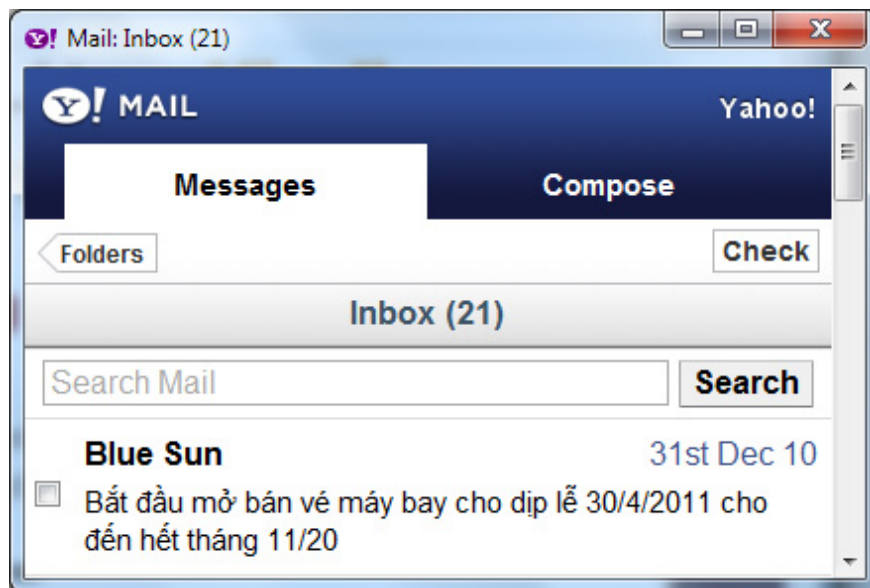 Y! Mail: Inbox (21)
Y! MAIL
Yahoo!
Messages
Compose
Folders
Check
Inbox (21)
Search Mail
Search
Blue Sun
31st Dec 10
Bắt đầu mở bán vé máy bay cho dịp lễ 30/4/2011 cho
đến hết tháng 11/20